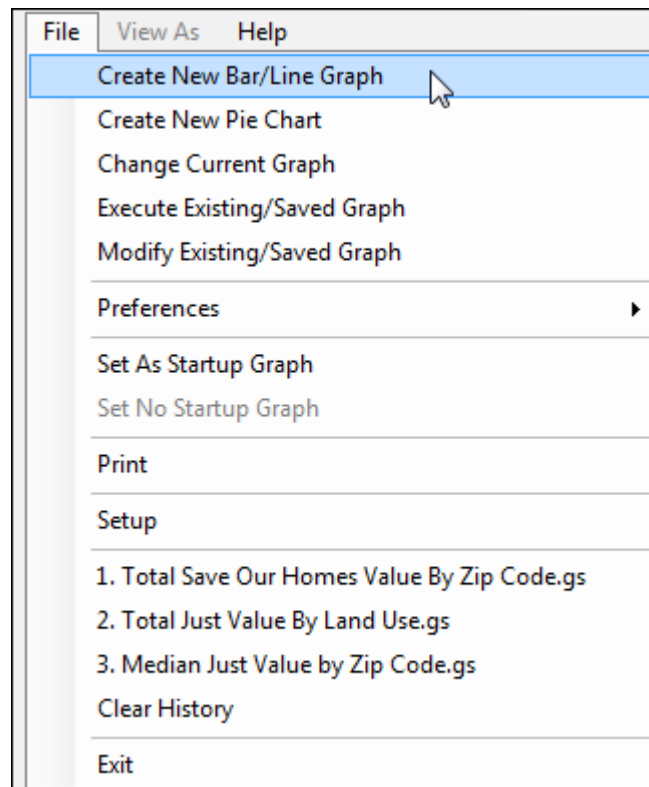 File View As Help
Create New Bar/Line Graph
Create New Pie Chart
Change Current Graph
Execute Existing/Saved Graph
Modify Existing/Saved Graph
Preferences
Set As Startup Graph
Set No Startup Graph
Print
Setup
1. Total Save Our Homes Value By Zip Code.gs
2. Total Just Value By Land Use.gs
3. Median Just Value by Zip Code.gs
Clear History
Exit